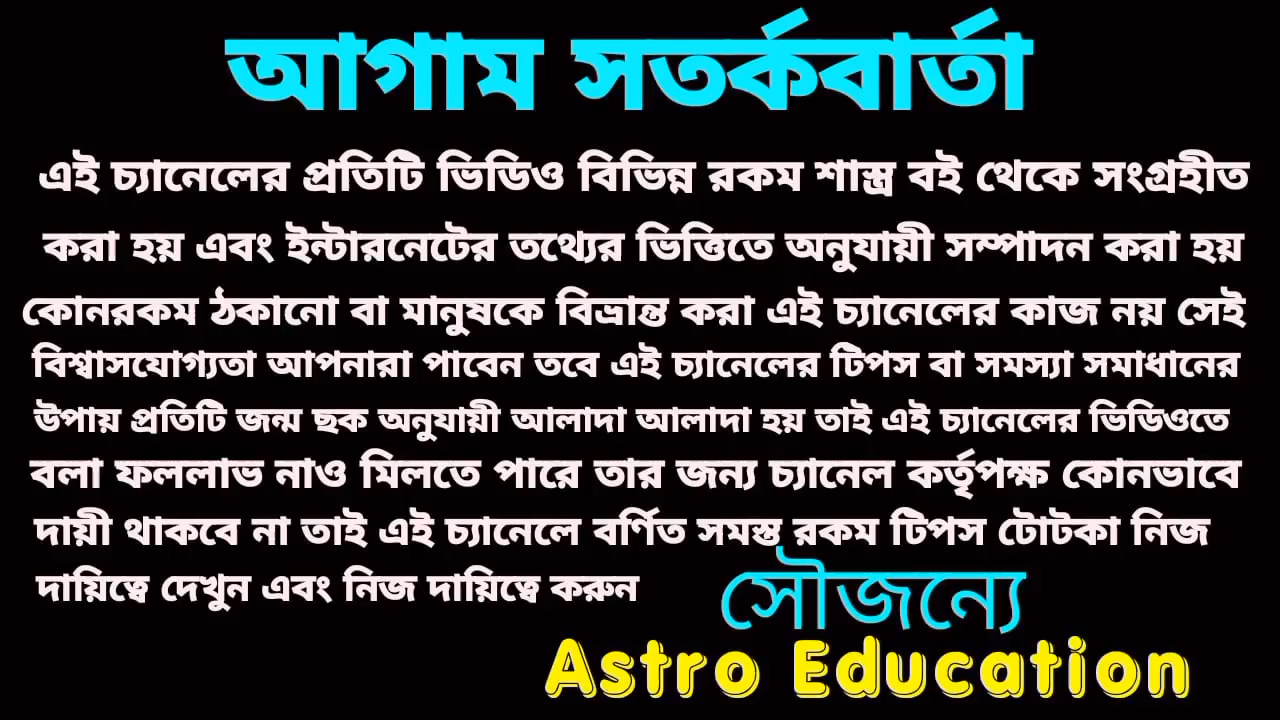 আগাম সতর্কবার্তা
এই চ্যানেলের প্রতিটি ভিডিও বিভিন্ন রকম শাস্ত্র বই থেকে সংগ্রহীত
করা হয় এবং ইন্টারনেটের তথ্যের ভিত্তিতে অনুযায়ী সম্পাদন করা হয়
কোনরকম ঠকানো বা মানুষকে বিভ্রান্ত করা এই চ্যানেলের কাজ নয় সেই
বিশ্বাসযোগ্যতা আপনারা পাবেন তবে এই চ্যানেলের টিপস বা সমস্যা সমাধানের
উপায় প্রতিটি জন্ম ছক অনুযায়ী আলাদা আলাদা হয় তাই এই চ্যানেলের ভিডিওতে
বলা ফললাভ নাও মিলতে পারে তার জন্য চ্যানেল কর্তৃপক্ষ কোনভাবে
দায়ী থাকবে না তাই এই চ্যানেলে বর্ণিত সমস্ত রকম টিপস টোটকা নিজ
দায়িত্বে দেখুন এবং নিজ দায়িত্বে করুন
সৌজন্যে
Astro Education